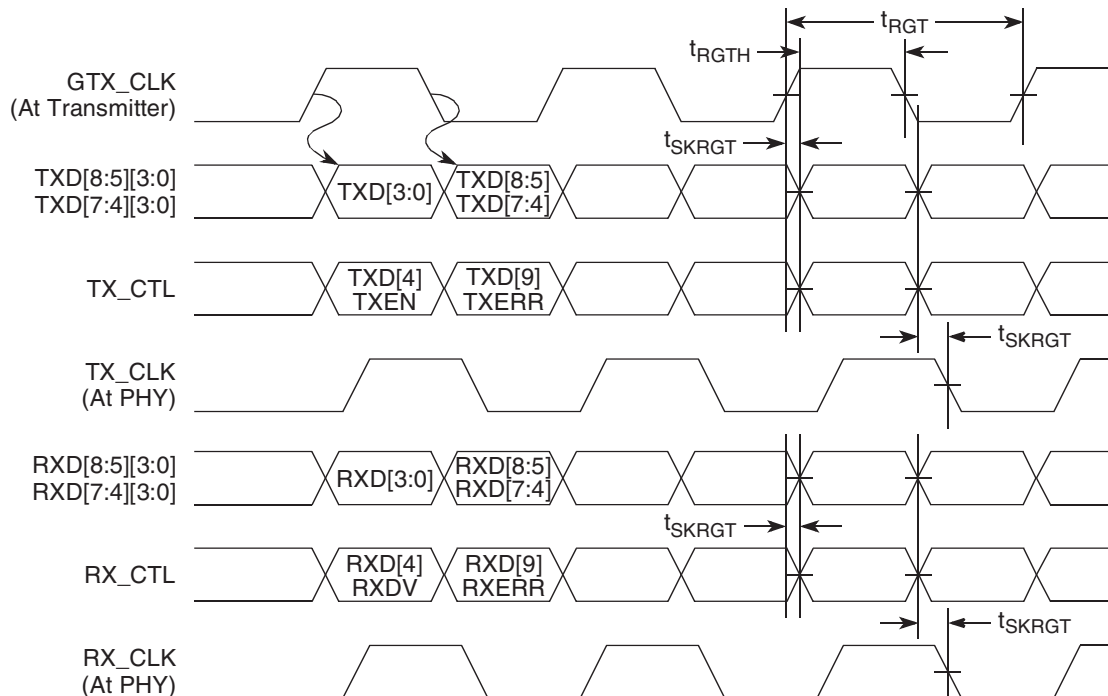 t_RGT
t_RGTH
GTX_CLK
(At Transmitter)
t_SKRGT
TXD[8:5][3:0]
TXD[7:4][3:0]
TXD[3:0]
TXD[8:5]
TXD[7:4]
TX_CTL
TXD[4]
TXEN
TXD[9]
TXERR
t_SKRGT
TX_CLK
(At PHY)
RXD[8:5][3:0]
RXD[7:4][3:0]
RXD[3:0]
RXD[8:5]
RXD[7:4]
t_SKRGT
RX_CTL
RXD[4]
RXDV
RXD[9]
RXERR
t_SKRGT
RX_CLK
(At PHY)